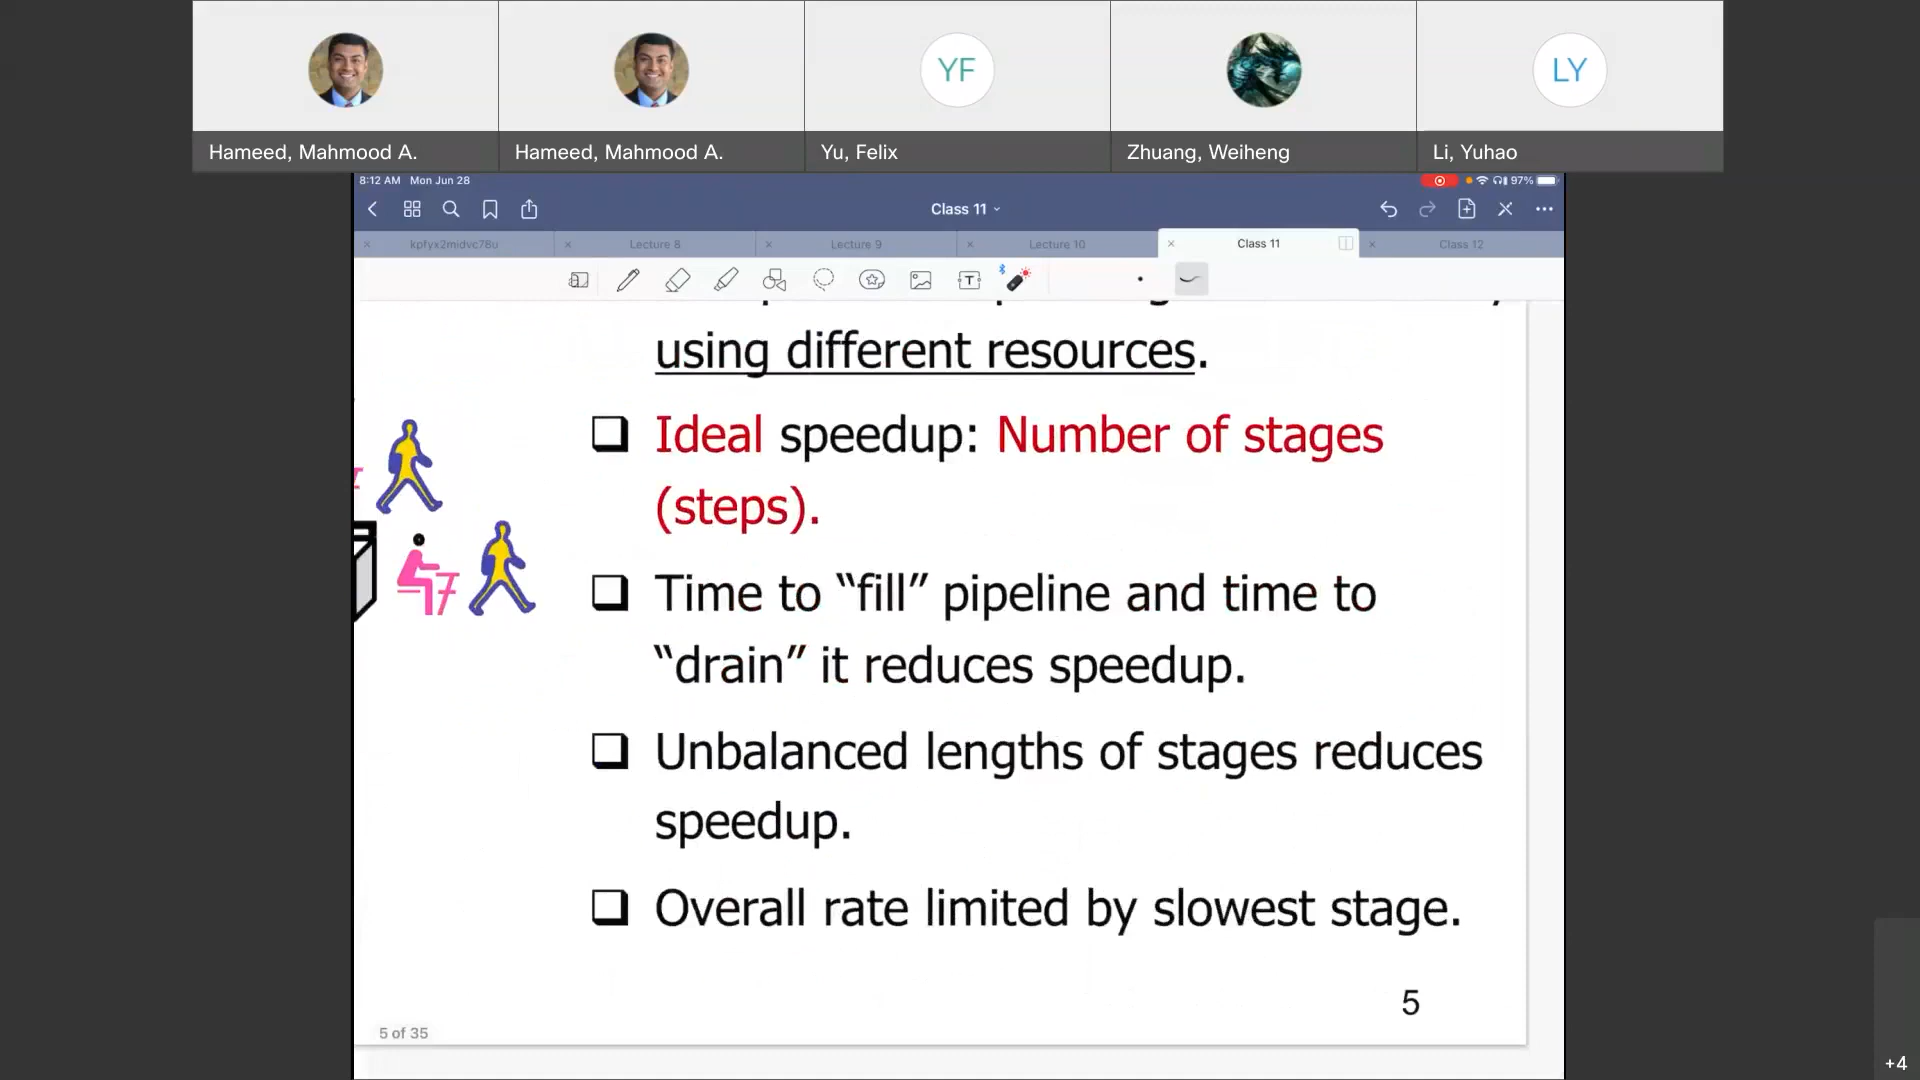 YF
LY
Hameed, Mahmood A.
Hameed, Mahmood A.
Yu, Felix
Zhuang, Weiheng
Li, Yuhao
8:12 AM Mon Jun 28
97%
Class 11
kpfyx2midvc78u
Lecture 8
Lecture 9
Lecture 10
Class 11
Class 12
using different resources.
Ideal speedup: Number of stages
(steps).
Time to “fill” pipeline and time to
“drain” it reduces speedup.
Unbalanced lengths of stages reduces
speedup.
Overall rate limited by slowest stage.
5
5 of 35
+4